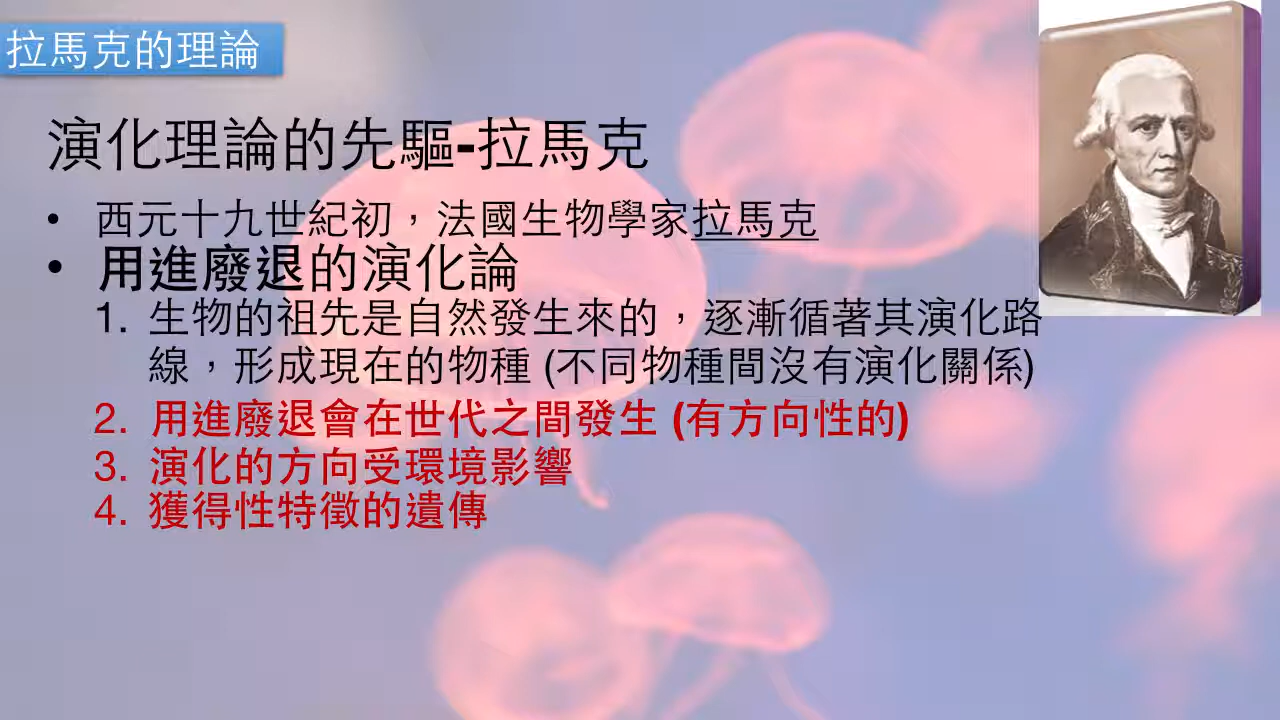 拉馬克的理論
演化理論的先驅-拉馬克
• 西元十九世紀初，法國生物學家拉馬克
• 用進廢退的演化論
1. 生物的祖先是自然發生來的，逐漸循著其演化路
線，形成現在的物種 (不同物種間沒有演化關係)
2. 用進廢退會在世代之間發生 (有方向性的)
3. 演化的方向受環境影響
4. 獲得性特徵的遺傳